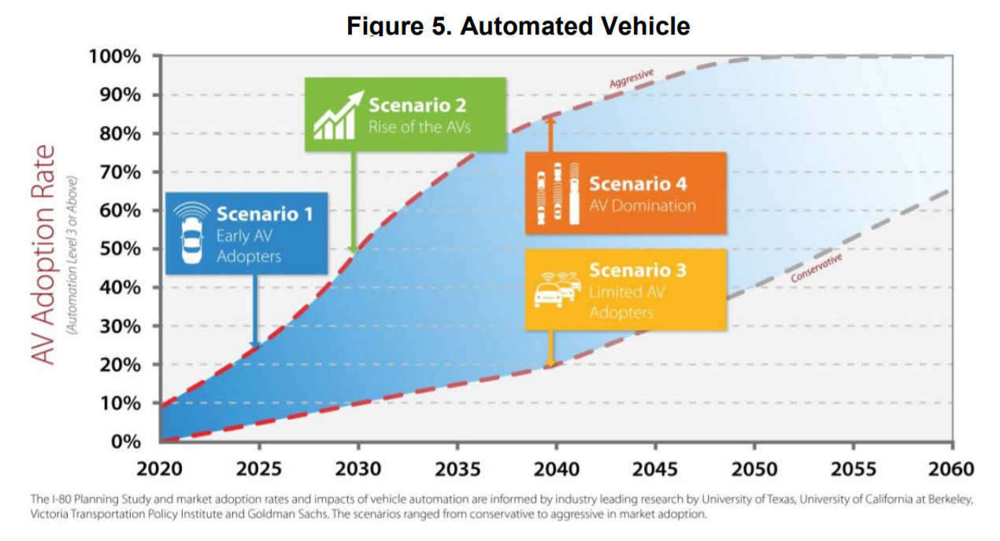 Figure 5. Automated Vehicle
100%
90%
80%
70%
60%
50%
40%
30%
20%
10%
0%
AV Adoption Rate
(Automation Level 3 or Above)
Scenario 1
Early AV
Adopters
Scenario 2
Rise of the AVs
Aggressive
Scenario 4
AV Domination
Scenario 3
Limited AV
Adopters
Conservative
2020 2025 2030 2035 2040 2045 2050 2055 2060
The I-80 Planning Study and market adoption rates and impacts of vehicle automation are informed by industry leading research by University of Texas, University of California at Berkeley,
Victoria Transportation Policy Institute and Goldman Sachs. The scenarios ranged from conservative to aggressive in market adoption.